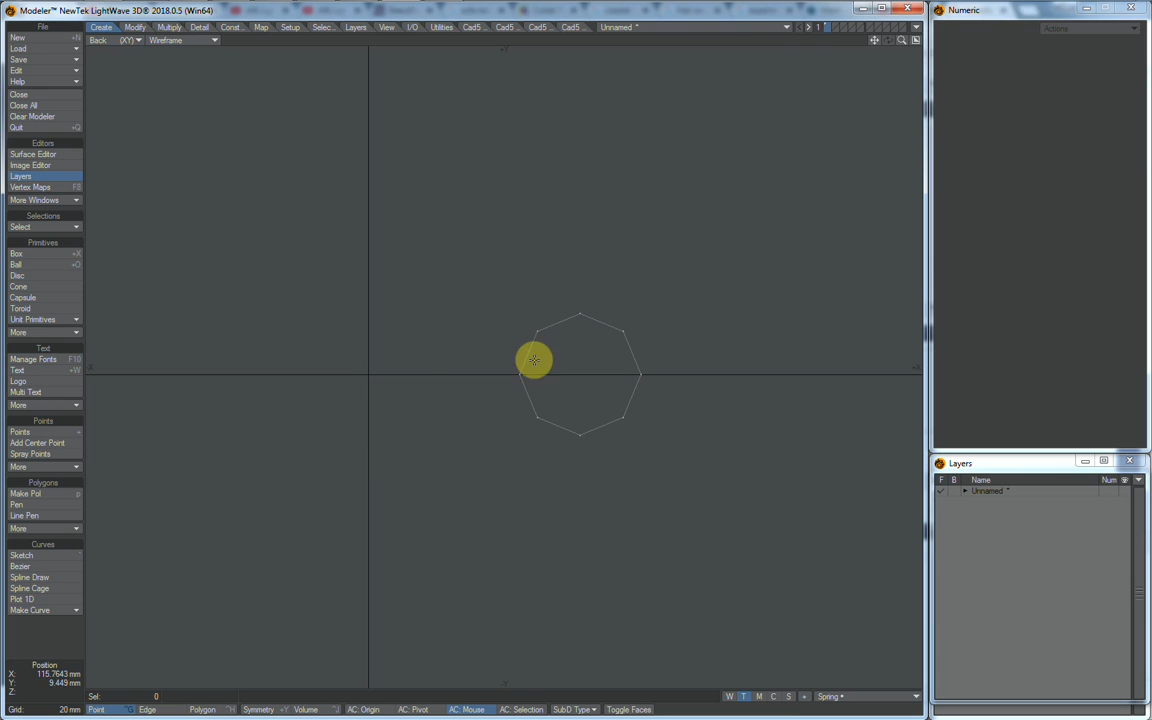 Modeler™ NewTek LightWave 3D® 2018.0.5 (Win64)
File
New +N
Load
Save
Edit
Help
Close
Close All
Clear Modeler
Quit +Q
Editors
Surface Editor
Image Editor
Layers
Vertex Maps F8
More Windows
Selections
Select
Primitives
Box +X
Ball +O
Disc
Cone
Capsule
Toroid
Unit Primitives
More
Text
Manage Fonts F10
Text +W
Logo
Multi Text
More
Points
Points +
Add Center Point
Spray Points
More
Polygons
Make Pol p
Pen
Line Pen
More
Curves
Sketch
Bezier
Spline Draw
Spline Cage
Plot 1D
Make Curve
Position
X: 115.7643 mm
Y: 9.449 mm
Z:
Grid: 20 mm
Create Modify Multiply Detail Const... Map Setup Selec... Layers View I/O Utilities Cad5 ... Cad5 ... Cad5 ... Cad5 ... Unnamed * 1
Back (XY) Wireframe
+Y
-X
+X
-Y
Sel: 0 W T M C S + Spring *
Point ^G Edge Polygon ^H Symmetry +Y Volume ^J AC: Origin AC: Pivot AC: Mouse AC: Selection SubD Type Toggle Faces
Numeric
Actions
Layers
F B Name Num
Unnamed *